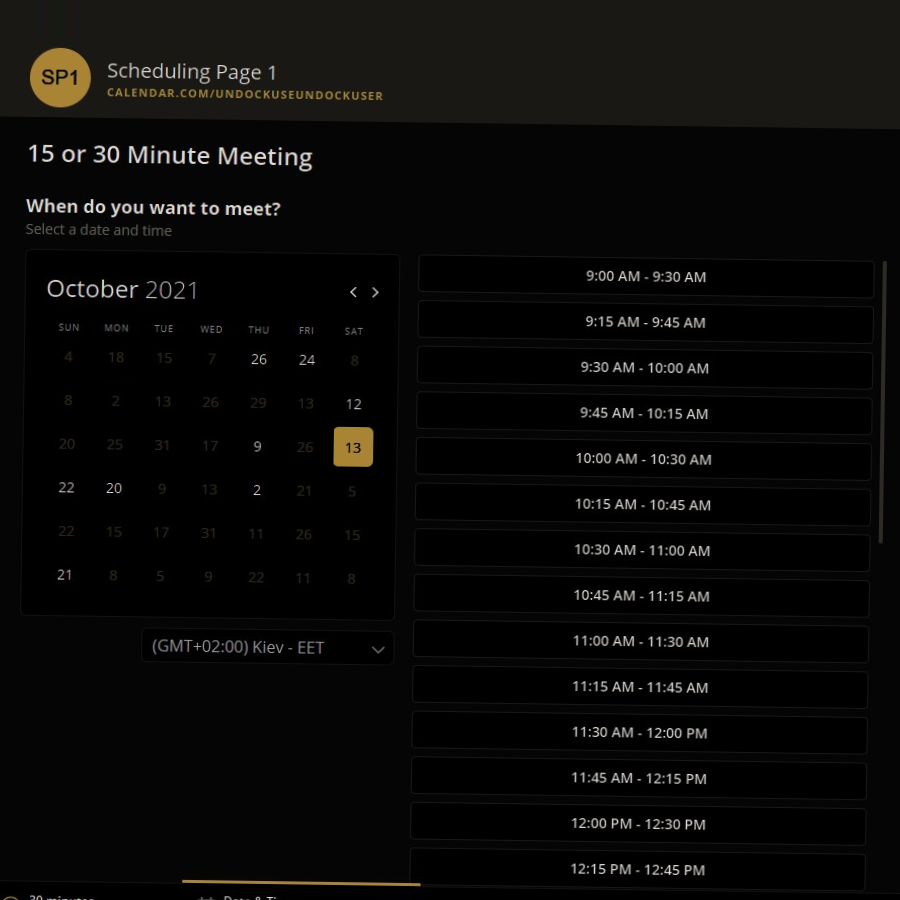 SP1
Scheduling Page 1
CALENDAR.COM/UNDOCKUSEUNDOCKUSER
15 or 30 Minute Meeting
When do you want to meet?
Select a date and time
October 2021
SUN MON TUE WED THU FRI SAT
4 18 15 7 26 24 8
8 2 13 26 29 13 12
20 25 31 17 9 26 13
22 20 9 13 2 21 5
22 15 17 31 11 26 15
21 8 5 9 22 11 8
(GMT+02:00) Kiev - EET
9:00 AM - 9:30 AM
9:15 AM - 9:45 AM
9:30 AM - 10:00 AM
9:45 AM - 10:15 AM
10:00 AM - 10:30 AM
10:15 AM - 10:45 AM
10:30 AM - 11:00 AM
10:45 AM - 11:15 AM
11:00 AM - 11:30 AM
11:15 AM - 11:45 AM
11:30 AM - 12:00 PM
11:45 AM - 12:15 PM
12:00 PM - 12:30 PM
12:15 PM - 12:45 PM
30 minutes